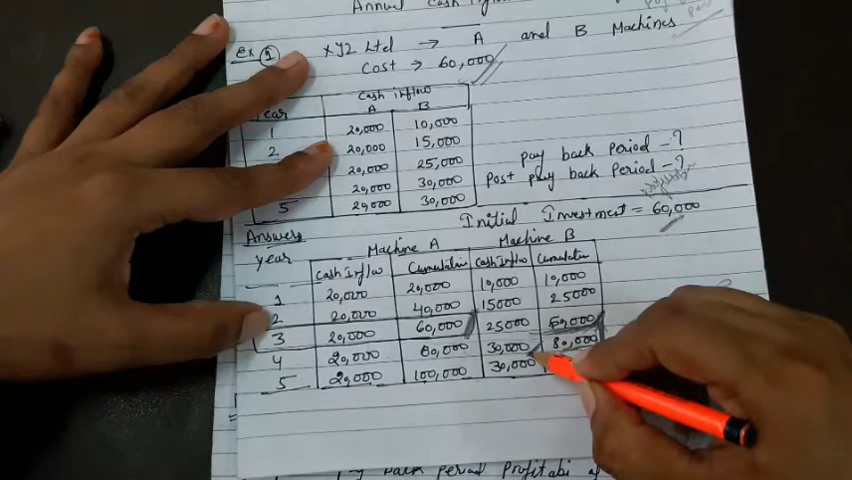 Annual Cash
Ex 2 XYZ Ltd → A and B Machines
Cost → 60,000
Year Cash inflow
A B
1 20,000 10,000
2 20,000 15,000
20,000 25,000
20,000 30,000
5 20,000 30,000
pay back Period - ?
Post pay back Period - ?
Initial Investment = 60,000
Answers
Machine A Machine B
year Cash Inflow Cumulative Cash Inflow Cumulative
1 20,000 20,000 10,000 10,000
2 20,000 40,000 15000 25000
3 20,000 60,000 25000 50,000
4 20,000 80,000 30,000 80,000
5 20,000 100,000 30,000
Period Profitabi